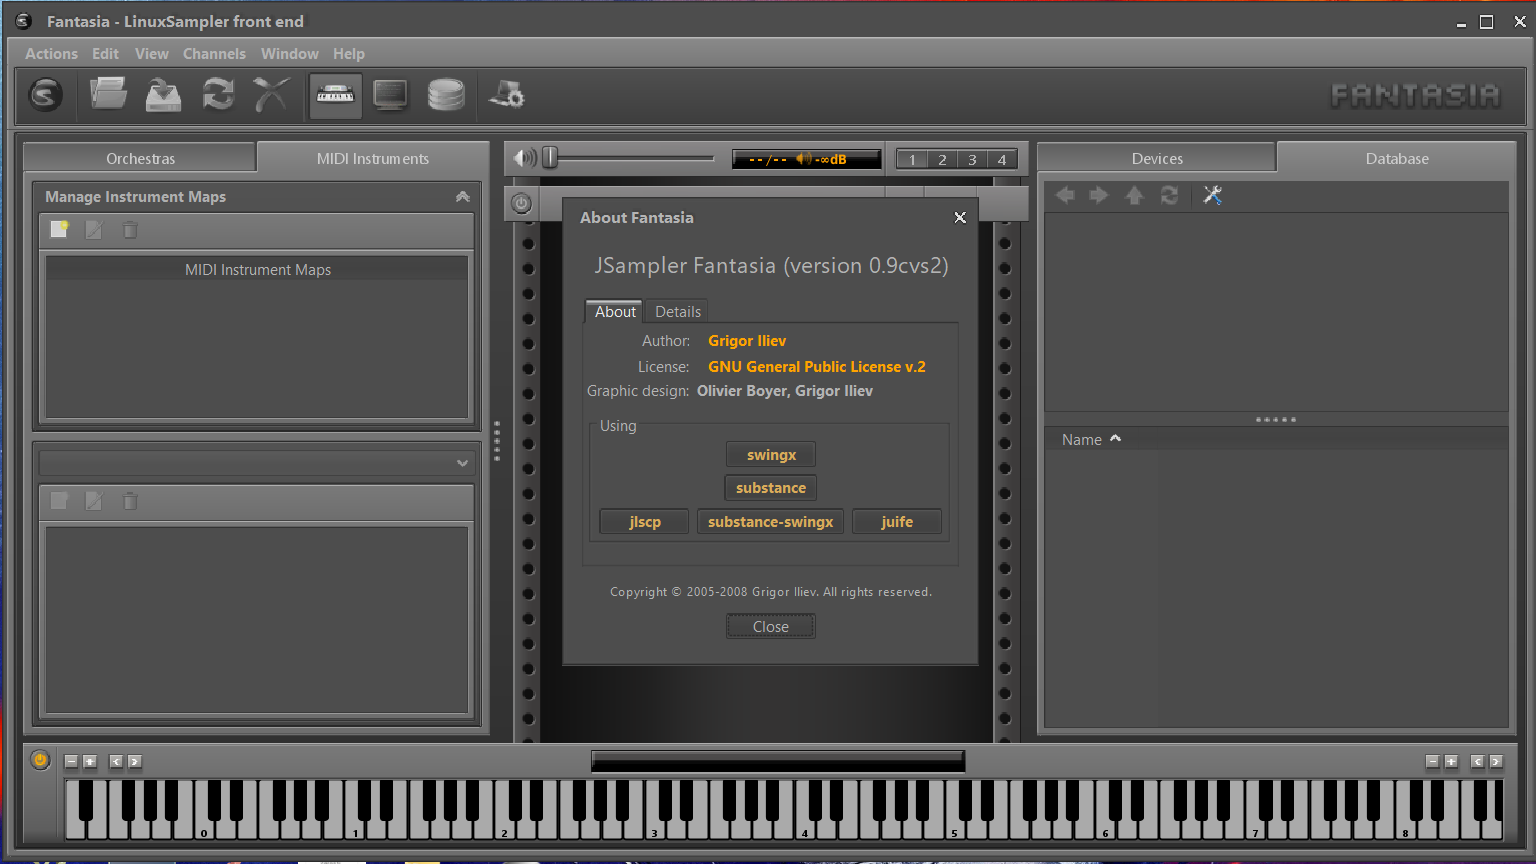 Fantasia - LinuxSampler front end
Actions Edit View Channels Window Help
FANTASIA
Orchestras MIDI Instruments
--/-- -∞dB
1 2 3 4
Devices Database
Manage Instrument Maps
MIDI Instrument Maps
About Fantasia
JSampler Fantasia (version 0.9cvs2)
About Details
Author: Grigor Iliev
License: GNU General Public License v.2
Graphic design: Olivier Boyer, Grigor Iliev
Using
swingx
substance
jlscp substance-swingx juife
Copyright © 2005-2008 Grigor Iliev. All rights reserved.
Close
Name
0 1 2 3 4 5 6 7 8